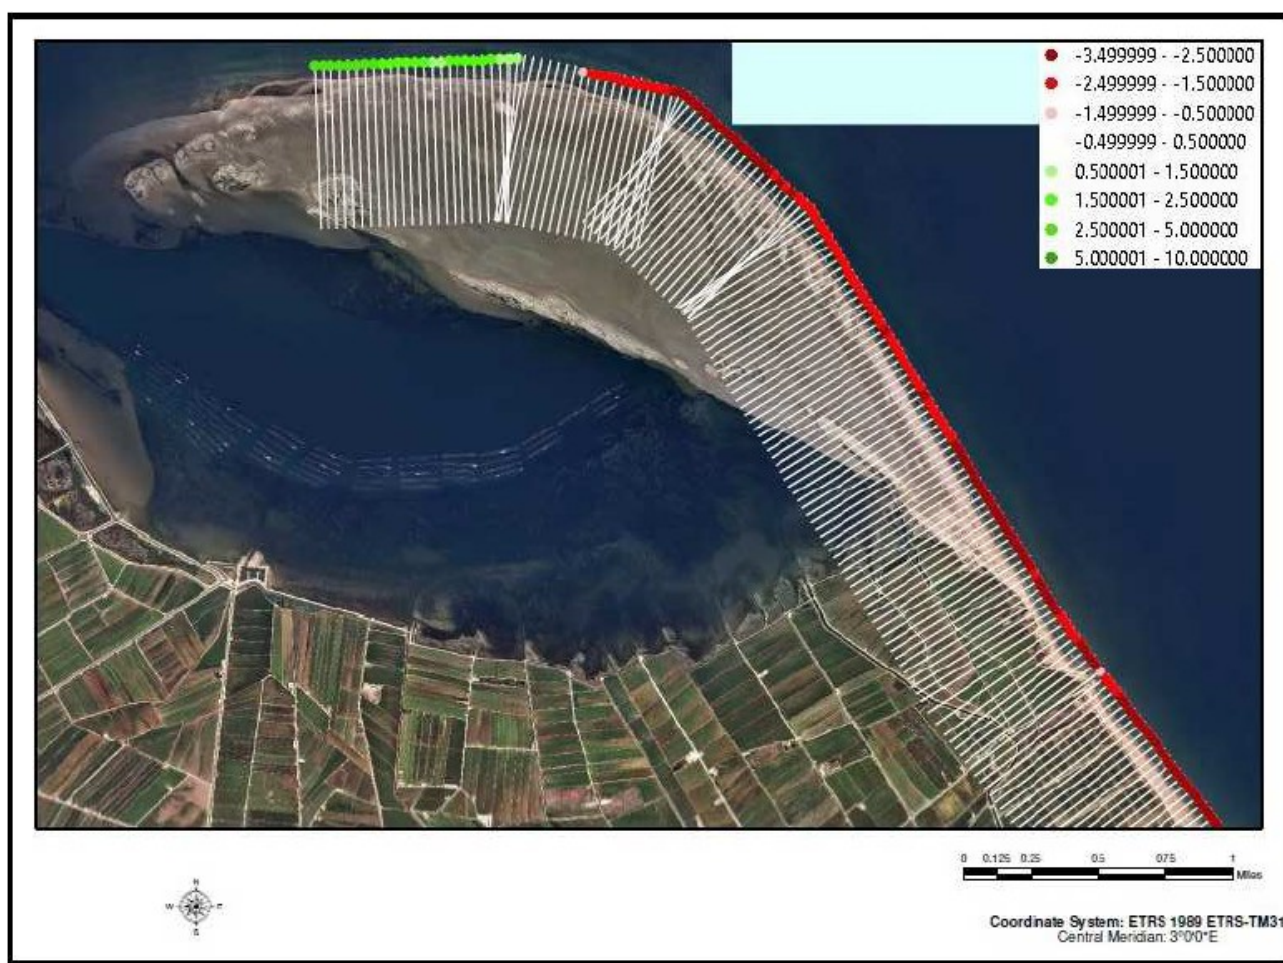 -3.499999 - -2.500000
-2.499999 - -1.500000
-1.499999 - -0.500000
-0.499999 - 0.500000
0.500001 - 1.500000
1.500001 - 2.500000
2.500001 - 5.000000
5.000001 - 10.000000
0 0.125 0.25 0.5 0.75 1
Miles
N
W E
S
Coordinate System: ETRS 1989 ETRS-TM31
Central Meridian: 3°0'0"E